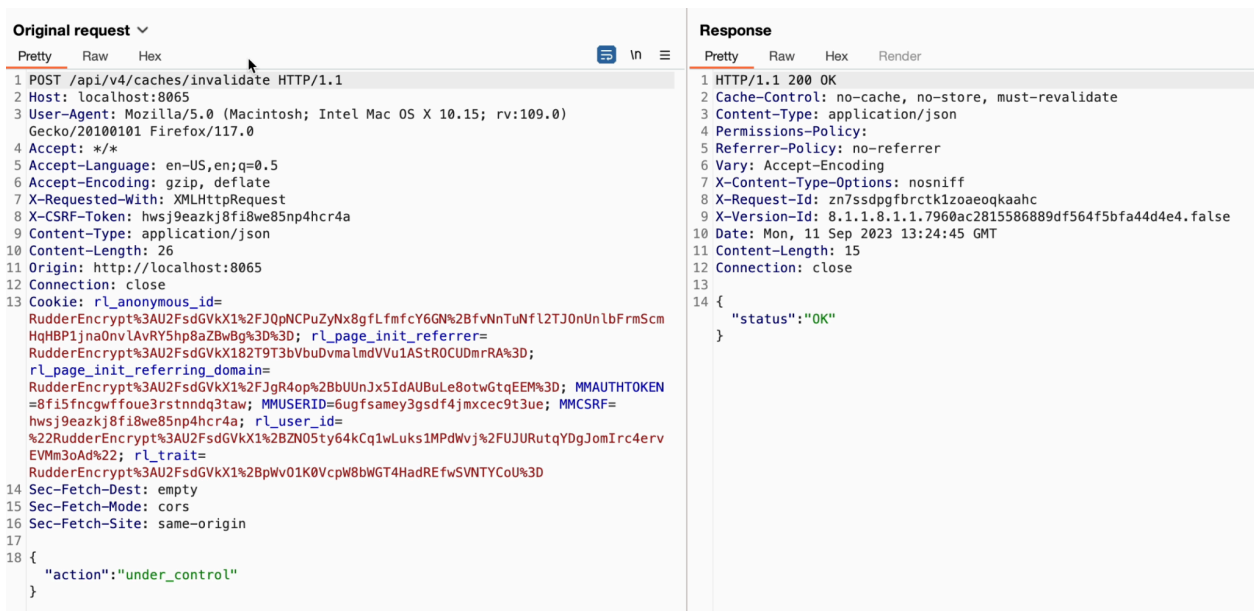 Original request
Pretty Raw Hex
\n
1 POST /api/v4/caches/invalidate HTTP/1.1
2 Host: localhost:8065
3 User-Agent: Mozilla/5.0 (Macintosh; Intel Mac OS X 10.15; rv:109.0)
Gecko/20100101 Firefox/117.0
4 Accept: */*
5 Accept-Language: en-US,en;q=0.5
6 Accept-Encoding: gzip, deflate
7 X-Requested-With: XMLHttpRequest
8 X-CSRF-Token: hwsj9eazkj8fi8we85np4hcr4a
9 Content-Type: application/json
10 Content-Length: 26
11 Origin: http://localhost:8065
12 Connection: close
13 Cookie: rl_anonymous_id=
RudderEncrypt%3AU2FsdGVkX1%2FJQpNCPuZyNx8gfLfmfcY6GN%2BfvNnTuNfl2TJOnUnlbFrmScm
HqHBP1jnaOnvlAvRY5hp8aZBwBg%3D%3D; rl_page_init_referrer=
RudderEncrypt%3AU2FsdGVkX182T9T3bVbuDvmalmdVVu1AStROCUDmrRA%3D;
rl_page_init_referring_domain=
RudderEncrypt%3AU2FsdGVkX1%2FJgR4op%2BbUUnJx5IdAUBuLe8otwGtqEEM%3D; MMAUTHTOKEN
=8fi5fncgwffoue3rstnndq3taw; MMUSERID=6ugfsamey3gsdf4jmxcec9t3ue; MMCSRF=
hwsj9eazkj8fi8we85np4hcr4a; rl_user_id=
%22RudderEncrypt%3AU2FsdGVkX1%2BZNO5ty64kCq1wLuks1MPdWvj%2FUJURutqYDgJomIrc4erv
EVMm3oAd%22; rl_trait=
RudderEncrypt%3AU2FsdGVkX1%2BpWvO1K0VcpW8bWGT4HadREfwSVNTYCoU%3D
14 Sec-Fetch-Dest: empty
15 Sec-Fetch-Mode: cors
16 Sec-Fetch-Site: same-origin
17
18 {
"action":"under_control"
}
Response
Pretty Raw Hex Render
1 HTTP/1.1 200 OK
2 Cache-Control: no-cache, no-store, must-revalidate
3 Content-Type: application/json
4 Permissions-Policy:
5 Referrer-Policy: no-referrer
6 Vary: Accept-Encoding
7 X-Content-Type-Options: nosniff
8 X-Request-Id: zn7ssdpgfbrctk1zoaeoqkaahc
9 X-Version-Id: 8.1.1.8.1.1.7960ac2815586889df564f5bfa44d4e4.false
10 Date: Mon, 11 Sep 2023 13:24:45 GMT
11 Content-Length: 15
12 Connection: close
13
14 {
"status":"OK"
}